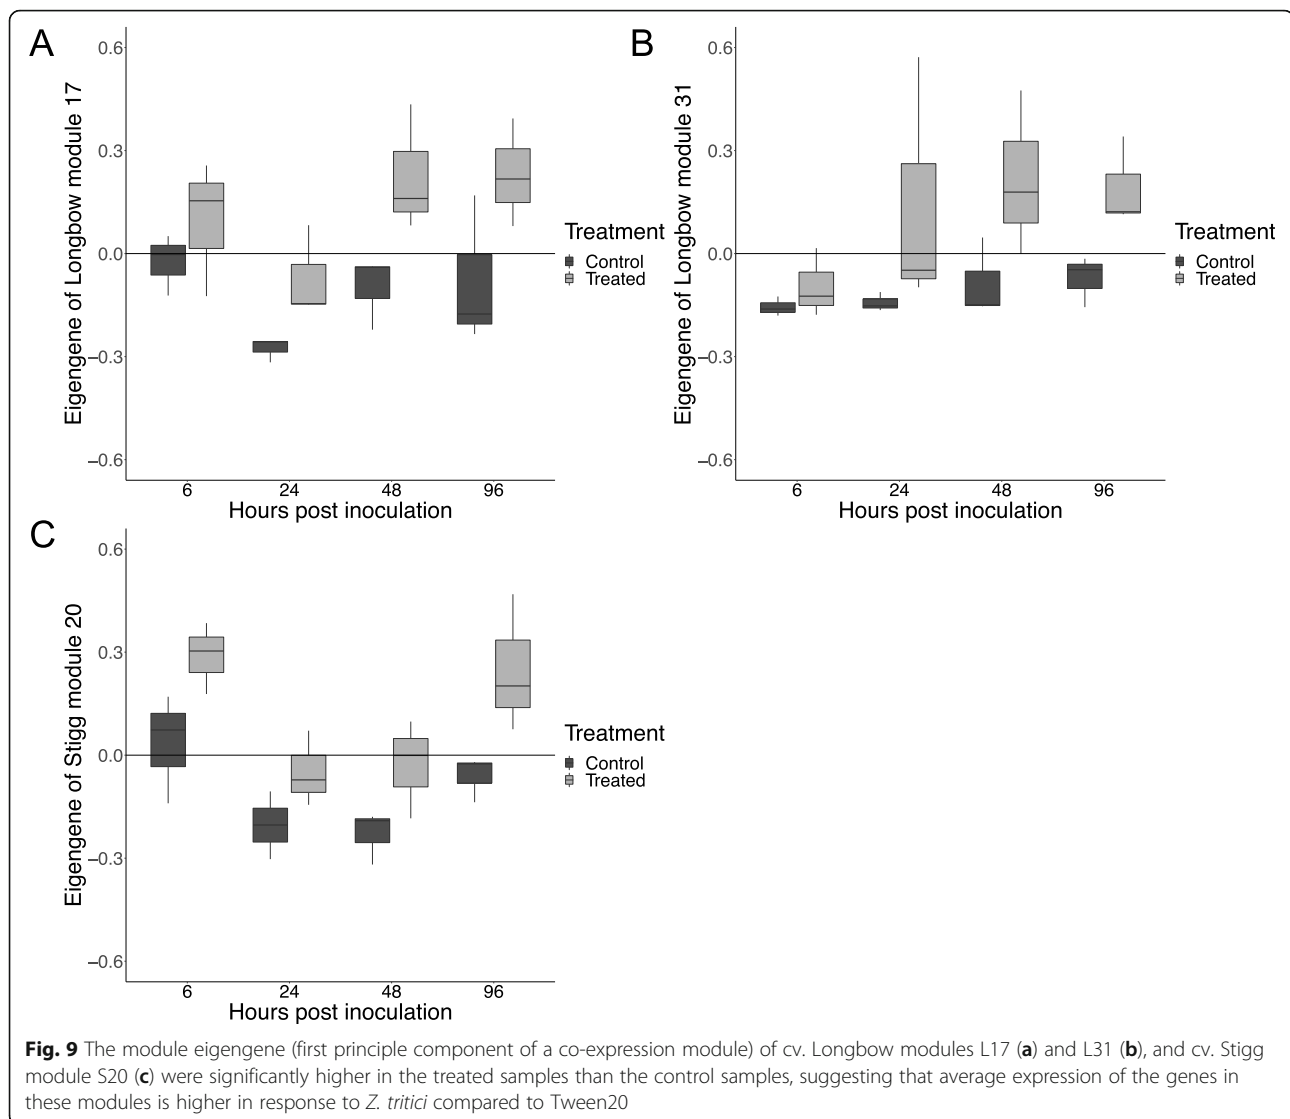 A
Eigengene of Longbow module 17
0.6
0.3
0.0
−0.3
−0.6
6 24 48 96
Hours post inoculation
Treatment
Control
Treated
B
Eigengene of Longbow module 31
0.6
0.3
0.0
−0.3
−0.6
6 24 48 96
Hours post inoculation
Treatment
Control
Treated
C
Eigengene of Stigg module 20
0.6
0.3
0.0
−0.3
−0.6
6 24 48 96
Hours post inoculation
Treatment
Control
Treated
Fig. 9 The module eigengene (first principle component of a co-expression module) of cv. Longbow modules L17 (a) and L31 (b), and cv. Stigg
module S20 (c) were significantly higher in the treated samples than the control samples, suggesting that average expression of the genes in
these modules is higher in response to Z. tritici compared to Tween20